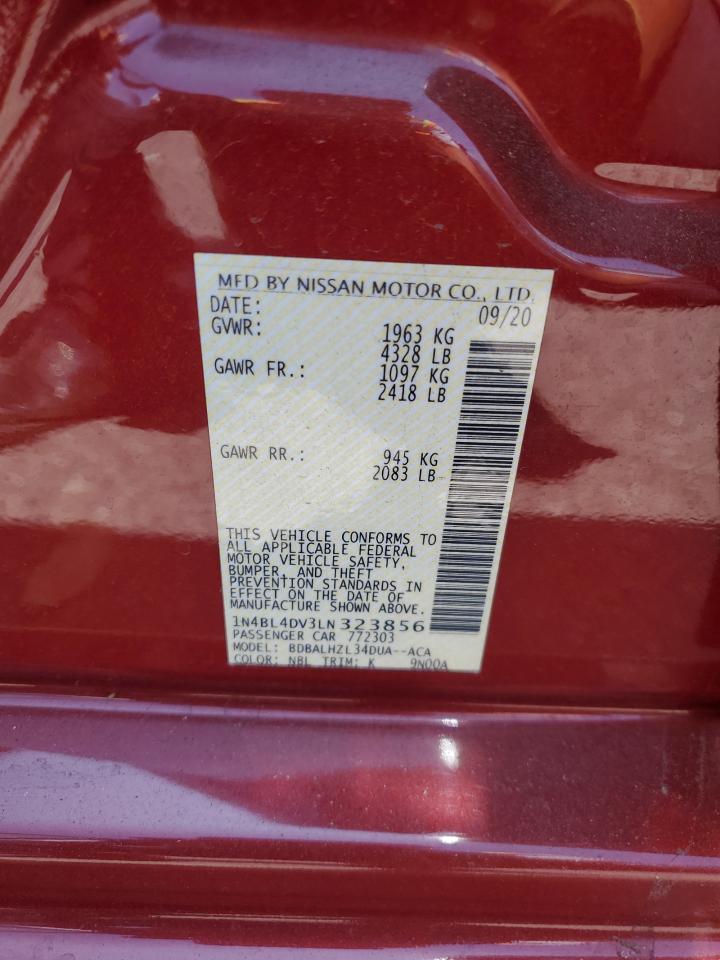 MFD BY NISSAN MOTOR CO., LTD.
DATE: 09/20
GVWR: 1963 KG
4328 LB
GAWR FR.: 1097 KG
2418 LB
GAWR RR.: 945 KG
2083 LB
THIS VEHICLE CONFORMS TO
ALL APPLICABLE FEDERAL
MOTOR VEHICLE SAFETY,
BUMPER, AND THEFT
PREVENTION STANDARDS IN
EFFECT ON THE DATE OF
MANUFACTURE SHOWN ABOVE.
1N4BL4DV3LN323856
PASSENGER CAR 772303
MODEL: BDBALHZL34DUA--ACA
COLOR: NBL TRIM: K 9N00A